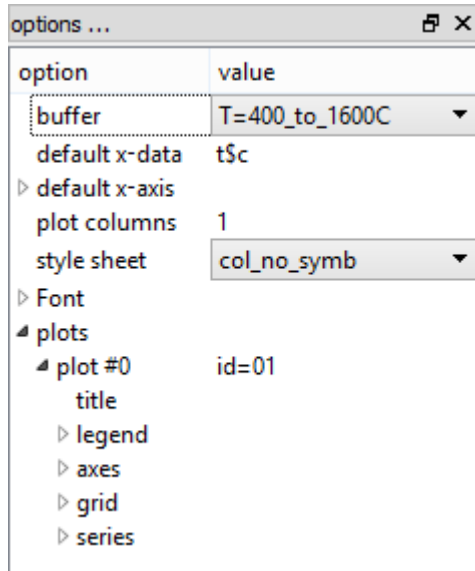 options ...
option value
buffer T=400_to_1600C
default x-data t$c
default x-axis
plot columns 1
style sheet col_no_symb
Font
plots
plot #0 id=01
title
legend
axes
grid
series